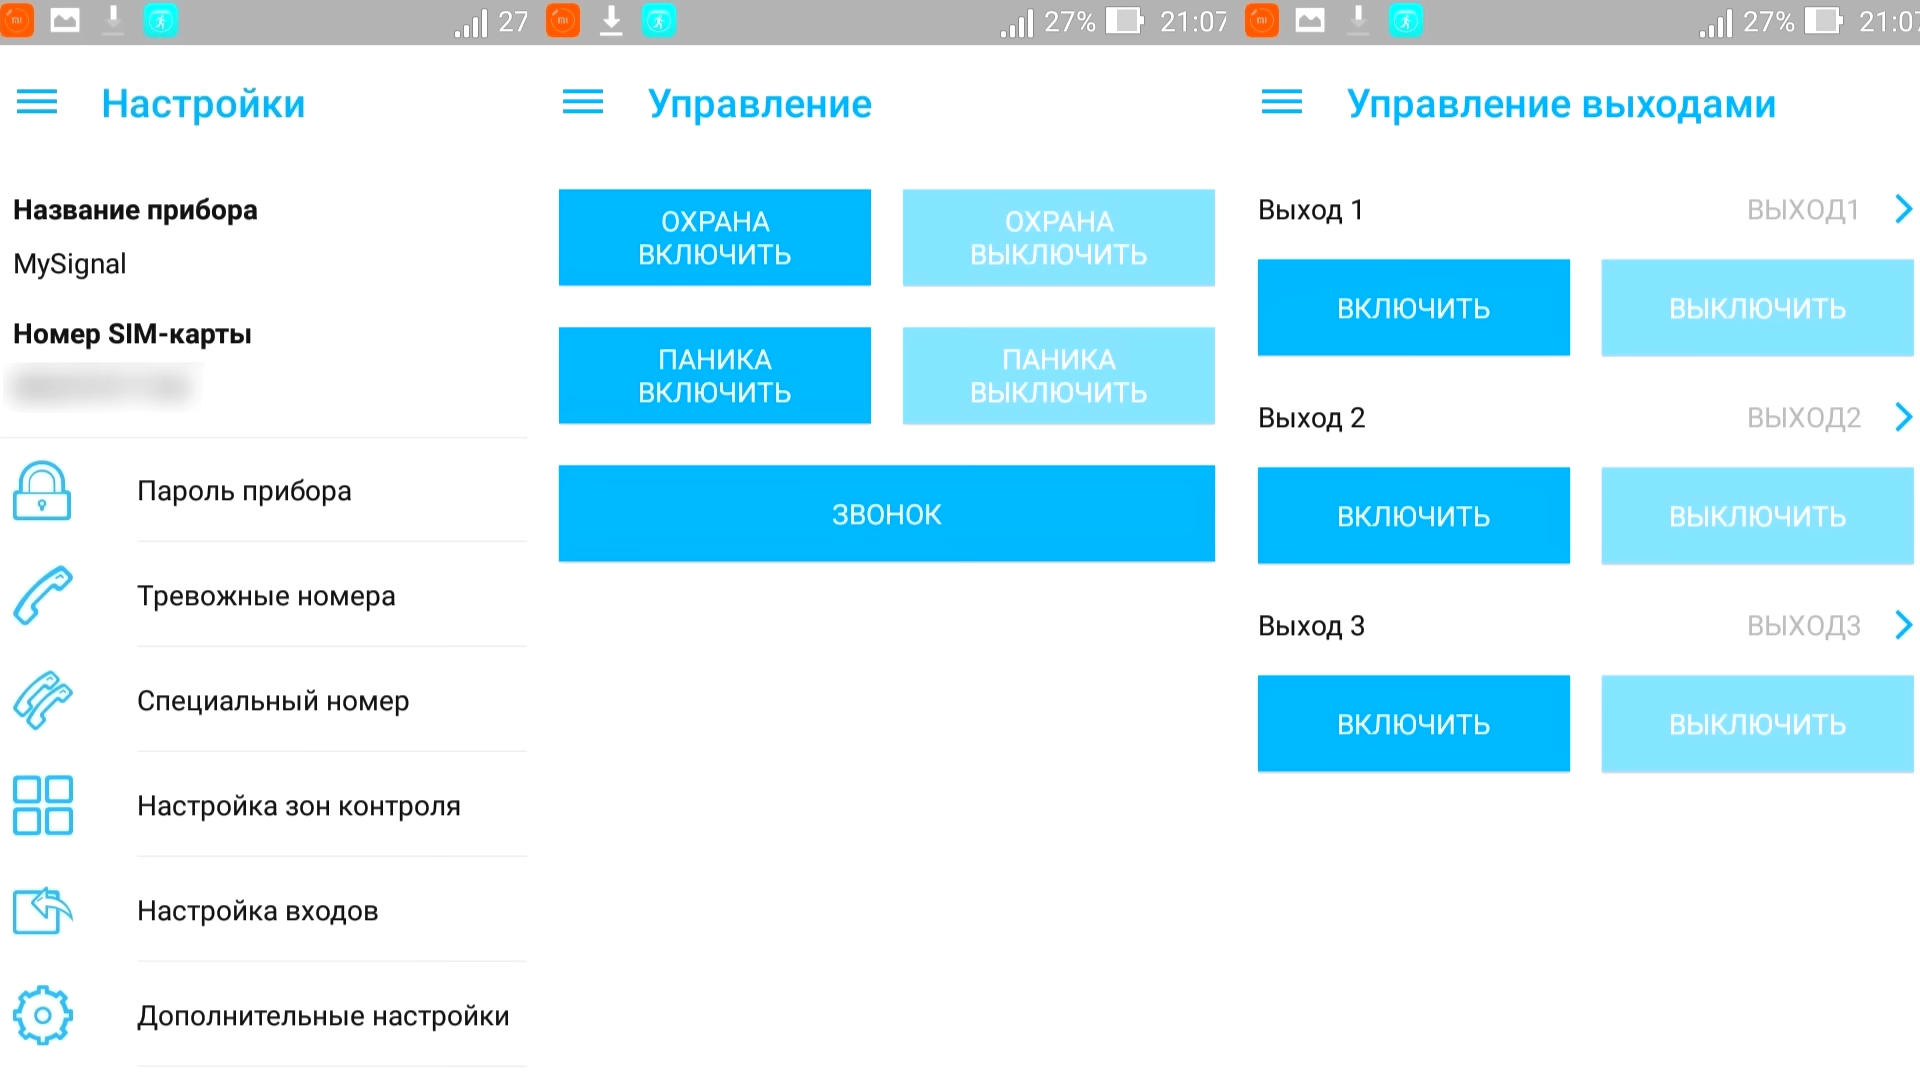 27
27%
21:07
27%
21:07
Настройки
Название прибора
MySignal
Номер SIM-карты
Пароль прибора
Тревожные номера
Специальный номер
Настройка зон контроля
Настройка входов
Дополнительные настройки
Управление
ОХРАНА
ВКЛЮЧИТЬ
ОХРАНА
ВЫКЛЮЧИТЬ
ПАНИКА
ВКЛЮЧИТЬ
ПАНИКА
ВЫКЛЮЧИТЬ
ЗВОНОК
Управление выходами
Выход 1
ВЫХОД1
ВКЛЮЧИТЬ
ВЫКЛЮЧИТЬ
Выход 2
ВЫХОД2
ВКЛЮЧИТЬ
ВЫКЛЮЧИТЬ
Выход 3
ВЫХОД3
ВКЛЮЧИТЬ
ВЫКЛЮЧИТЬ